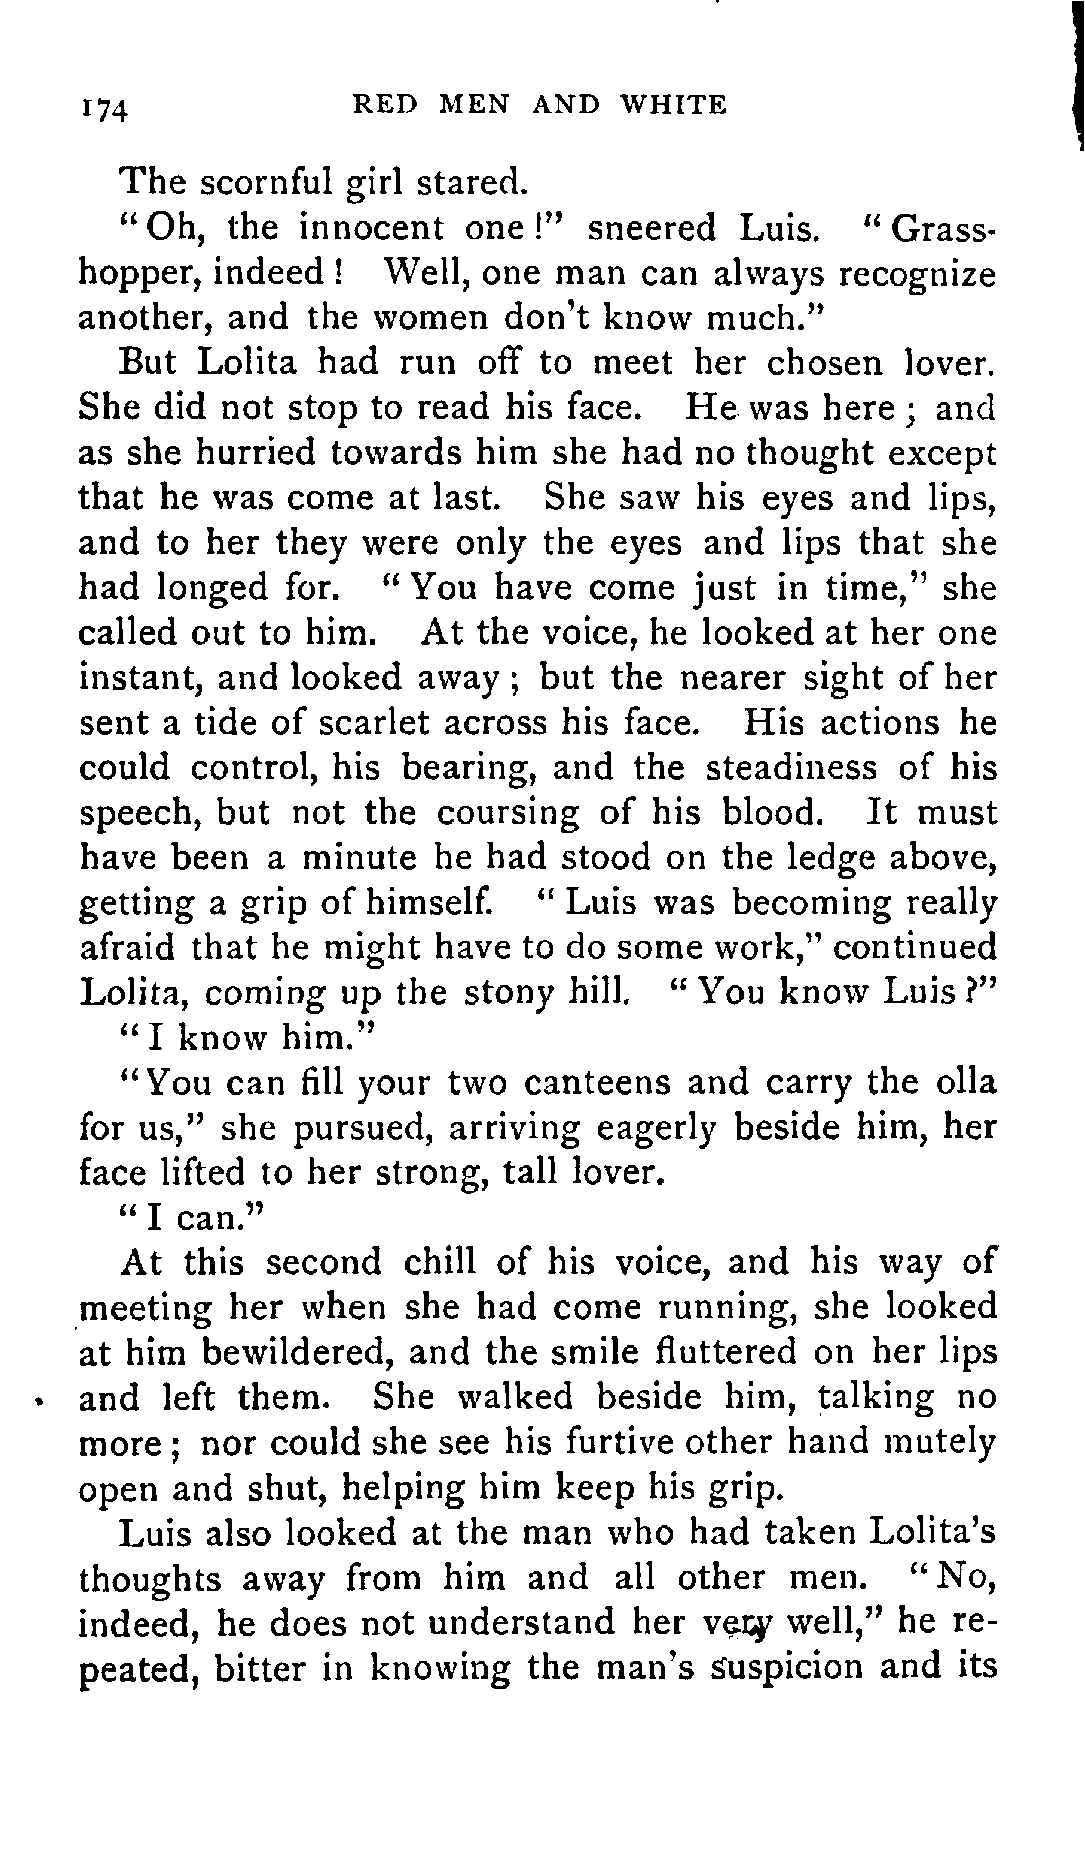 174 RED MEN AND WHITE
The scornful girl stared.
“Oh, the innocent one!” sneered Luis. “Grass-
hopper, indeed! Well, one man can always recognize
another, and the women don't know much.”
But Lolita had run off to meet her chosen lover.
She did not stop to read his face. He was here; and
as she hurried towards him she had no thought except
that he was come at last. She saw his eyes and lips,
and to her they were only the eyes and lips that she
had longed for. “You have come just in time,” she
called out to him. At the voice, he looked at her one
instant, and looked away; but the nearer sight of her
sent a tide of scarlet across his face. His actions he
could control, his bearing, and the steadiness of his
speech, but not the coursing of his blood. It must
have been a minute he had stood on the ledge above,
getting a grip of himself. “Luis was becoming really
afraid that he might have to do some work,” continued
Lolita, coming up the stony hill. “You know Luis?”
“I know him.”
“You can fill your two canteens and carry the olla
for us,” she pursued, arriving eagerly beside him, her
face lifted to her strong, tall lover.
“I can.”
At this second chill of his voice, and his way of
meeting her when she had come running, she looked
at him bewildered, and the smile fluttered on her lips
and left them. She walked beside him, talking no
more; nor could she see his furtive other hand mutely
open and shut, helping him keep his grip.
Luis also looked at the man who had taken Lolita's
thoughts away from him and all other men. “No,
indeed, he does not understand her very well,” he re-
peated, bitter in knowing the man's suspicion and its